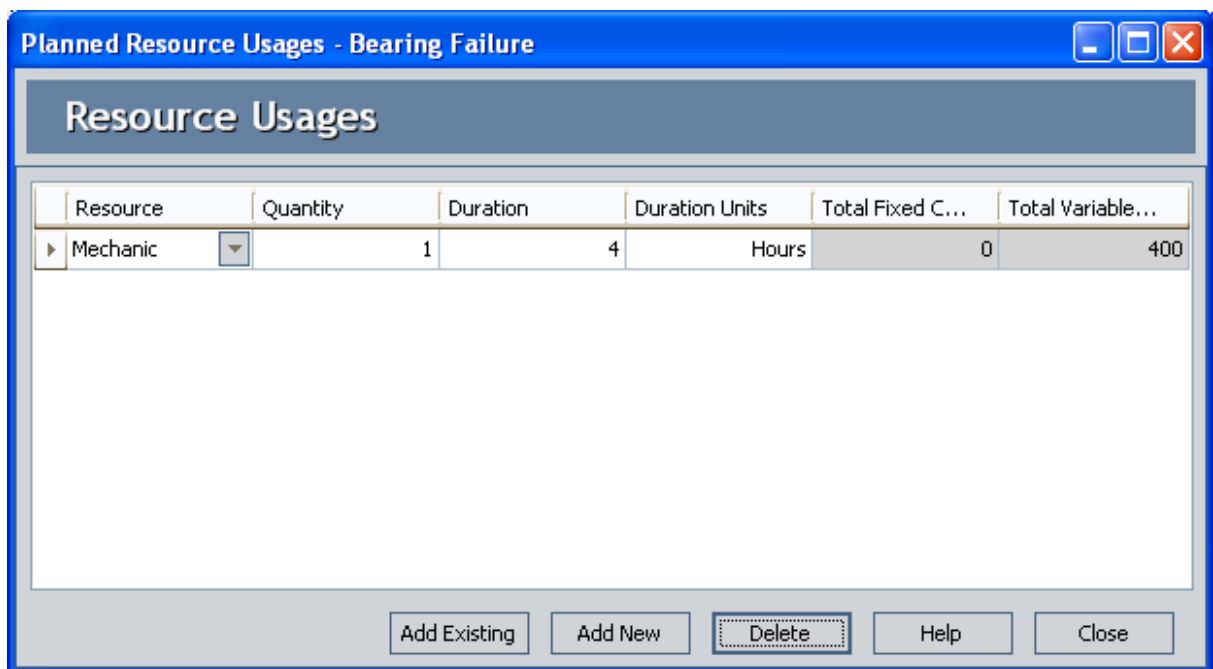 Planned Resource Usages - Bearing Failure
Resource Usages
Resource Quantity Duration Duration Units Total Fixed C... Total Variable...
Mechanic 1 4 Hours 0 400
Add Existing Add New Delete Help Close